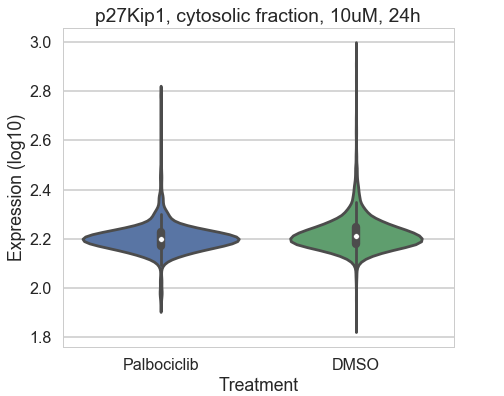 p27Kip1, cytosolic fraction, 10uM, 24h
3.0
2.8
2.6
2.4
2.2
2.0
1.8
Expression (log10)
Palbociclib DMSO
Treatment